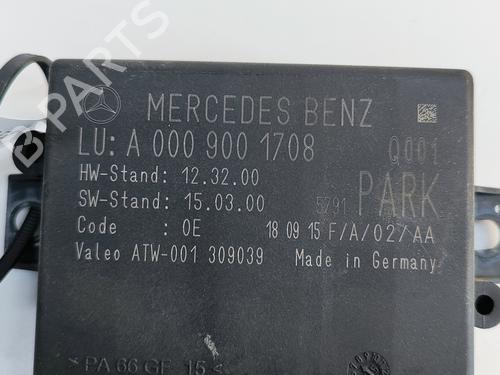 B PARTS
MERCEDES BENZ
LU: A 000 900 1708 Q001
HW-Stand: 12.32.00
SW-Stand: 15.03.00 5791 PARK
Code : 0E 18 09 15 F/A/02/AA
Valeo ATW-001 309039 Made in Germany
>PA 66 GF 15<